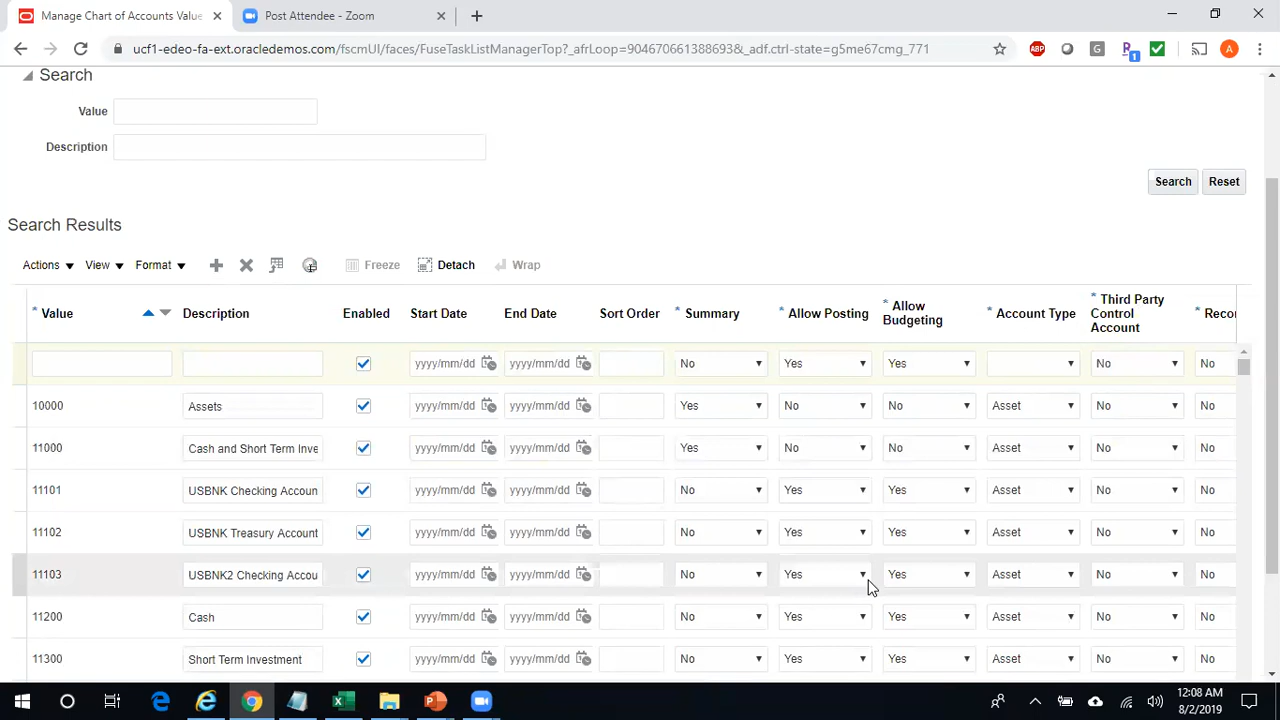 Manage Chart of Accounts Value
Post Attendee - Zoom
ucf1-edeo-fa-ext.oracledemos.com/fscmUI/faces/FuseTaskListManagerTop?_afrLoop=904670661388693&_adf.ctrl-state=g5me67cmg_771
ABP G R 1 A
Search
Value
Description
Search Reset
Search Results
Actions View Format Freeze Detach Wrap
* Value Description Enabled Start Date End Date Sort Order * Summary * Allow Posting * Allow Budgeting * Account Type * Third Party Control Account * Recon
yyyy/mm/dd yyyy/mm/dd No Yes Yes No No
10000 Assets yyyy/mm/dd yyyy/mm/dd Yes No No Asset No No
11000 Cash and Short Term Inve yyyy/mm/dd yyyy/mm/dd Yes No No Asset No No
11101 USBNK Checking Accoun yyyy/mm/dd yyyy/mm/dd No Yes Yes Asset No No
11102 USBNK Treasury Account yyyy/mm/dd yyyy/mm/dd No Yes Yes Asset No No
11103 USBNK2 Checking Accou yyyy/mm/dd yyyy/mm/dd No Yes Yes Asset No No
11200 Cash yyyy/mm/dd yyyy/mm/dd No Yes Yes Asset No No
11300 Short Term Investment yyyy/mm/dd yyyy/mm/dd No Yes Yes Asset No No
12:08 AM
8/2/2019